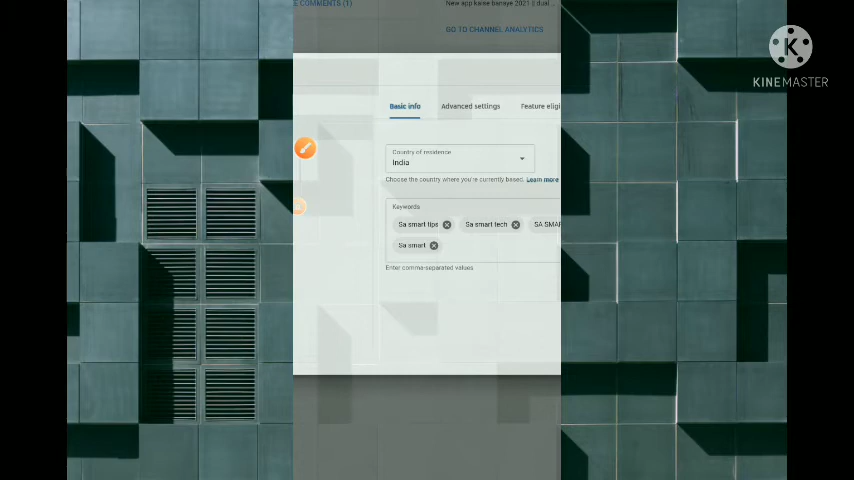 E COMMENTS (1)
New app kaise banaye 2021 || dual ...
GO TO CHANNEL ANALYTICS
K
KINEMASTER
Basic info
Advanced settings
Feature eligi
Country of residence
India
Choose the country where you're currently based. Learn more
Keywords
Sa smart tips
Sa smart tech
SA SMAR
Sa smart
Enter comma-separated values